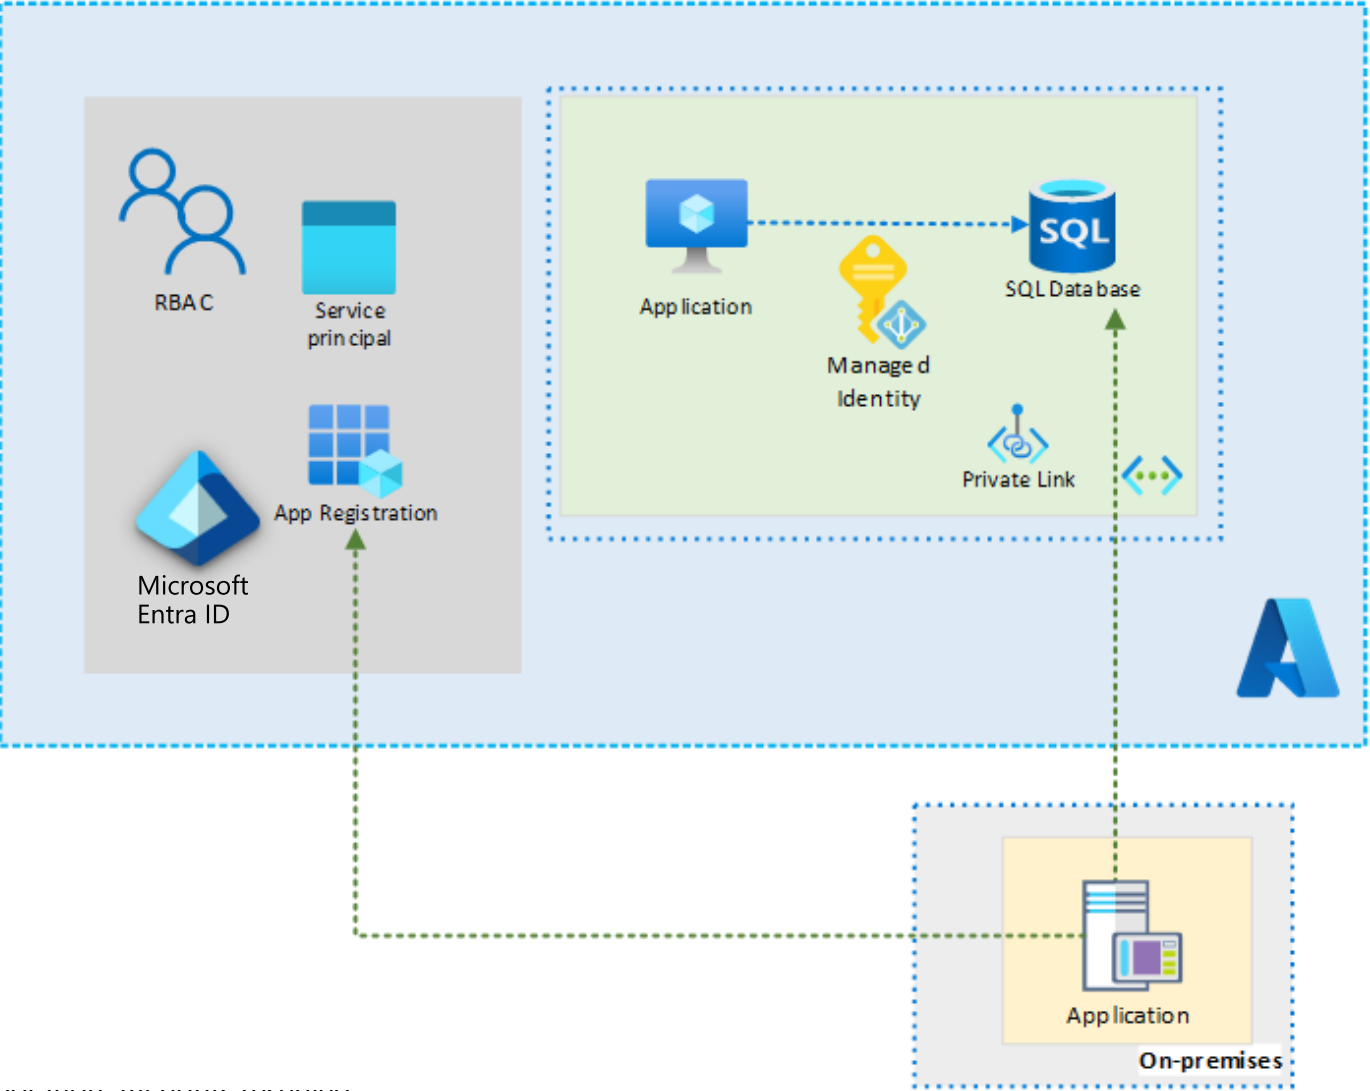 RBAC
Service
principal
App Registration
Microsoft
Entra ID
Application
SQL
SQL Database
Managed
Identity
Private Link
Application
On-premises